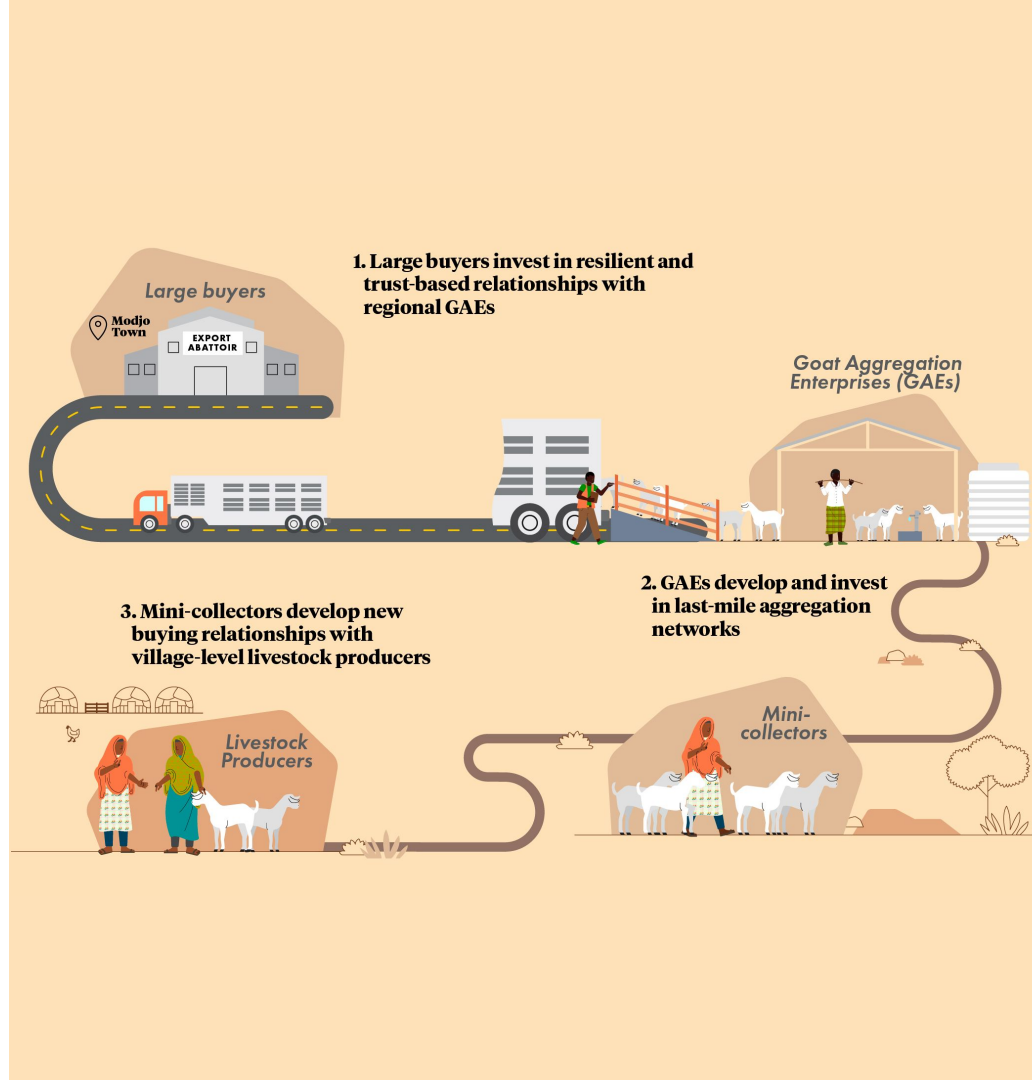 1. Large buyers invest in resilient and
trust-based relationships with
regional GAEs
Large buyers
Modjo
Town
EXPORT
ABATTOIR
Goat Aggregation
Enterprises (GAEs)
2. GAEs develop and invest
in last-mile aggregation
networks
3. Mini-collectors develop new
buying relationships with
village-level livestock producers
Mini-
collectors
Livestock
Producers